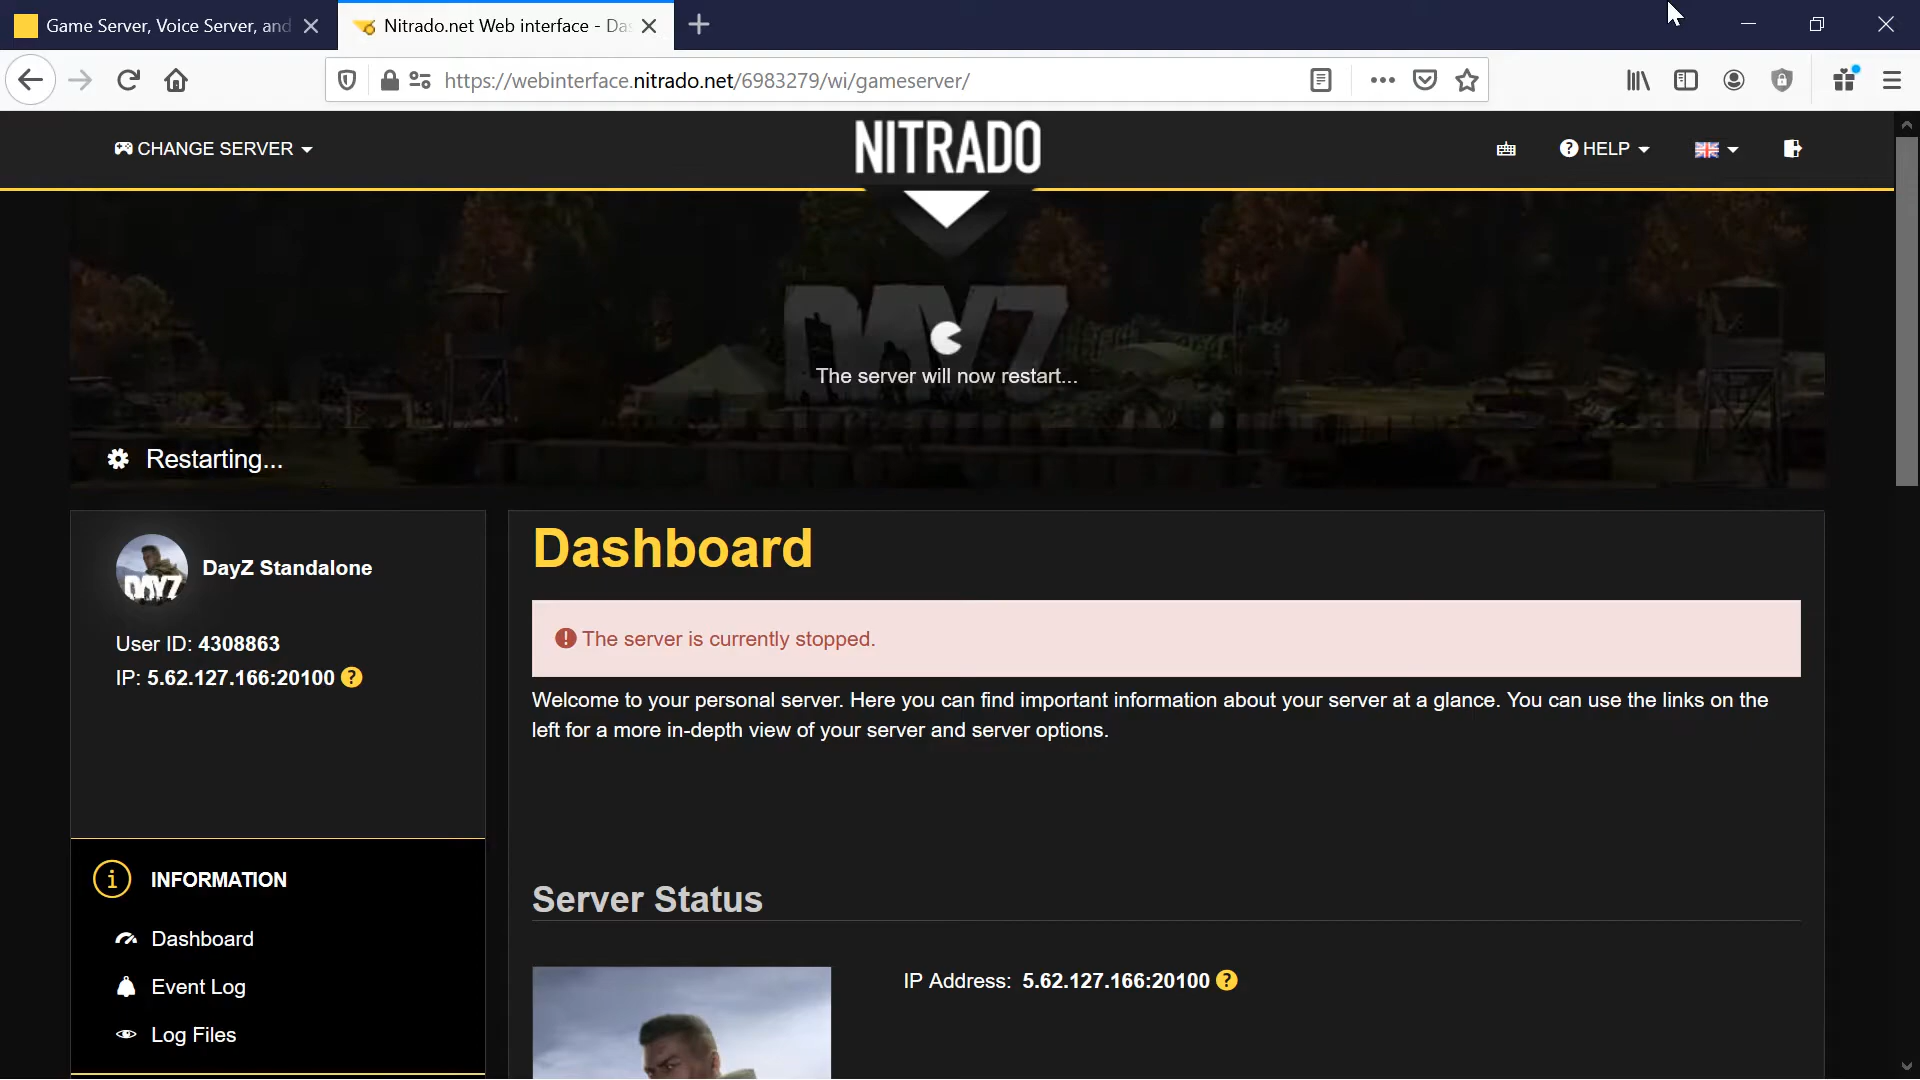 Game Server, Voice Server, and
Nitrado.net Web interface - Das
https://webinterface.nitrado.net/6983279/wi/gameserver/
CHANGE SERVER
NITRADO
HELP
DAYZ
The server will now restart...
Restarting...
DAYZ
DayZ Standalone
User ID: 4308863
IP: 5.62.127.166:20100 ?
Dashboard
! The server is currently stopped.
Welcome to your personal server. Here you can find important information about your server at a glance. You can use the links on the
left for a more in-depth view of your server and server options.
i INFORMATION
Dashboard
Event Log
Log Files
Server Status
IP Address: 5.62.127.166:20100 ?